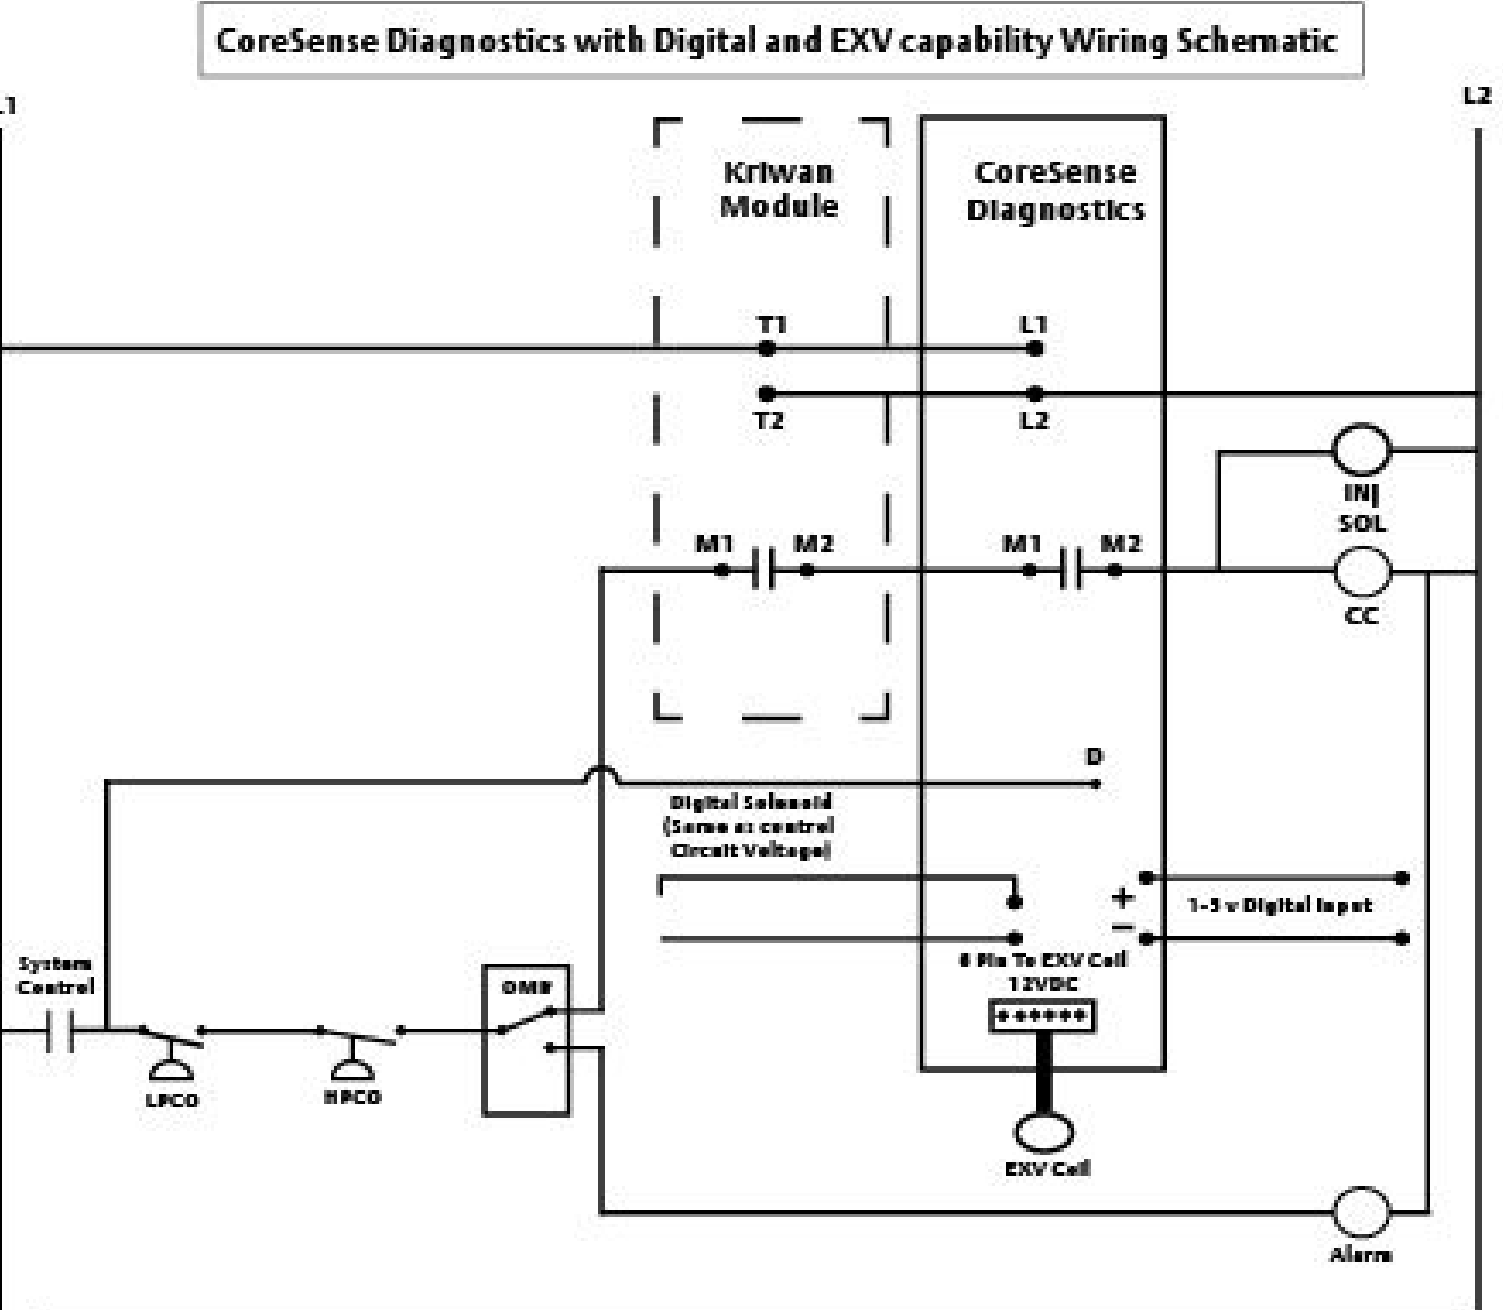 CoreSense Diagnostics with Digital and EXV capability Wiring Schematic
L1
L2
Kriwan
Module
CoreSense
Diagnostics
T1
L1
T2
L2
INJ
SOL
M1
M2
M1
M2
CC
D
Digital Solenoid
(Same as control
Circuit Voltage)
+
1-5 v Digital Input
−
6 Pin To EXV Coil
12VDC
System
Control
OMB
LPCO
HPCO
EXV Coil
Alarm